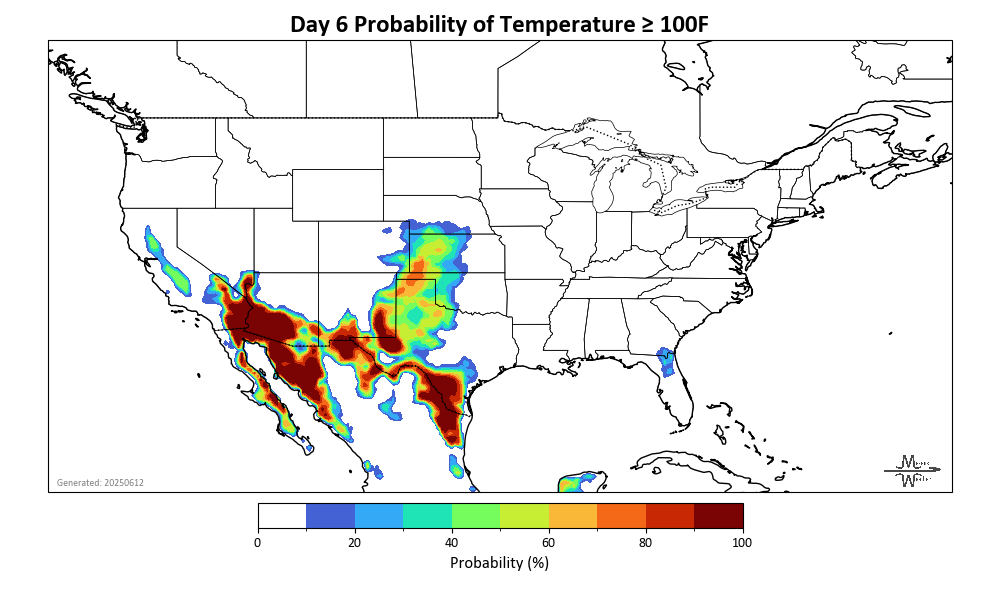 Day 6 Probability of Temperature ≥ 100F
Generated: 20250612
0 20 40 60 80 100
Probability (%)